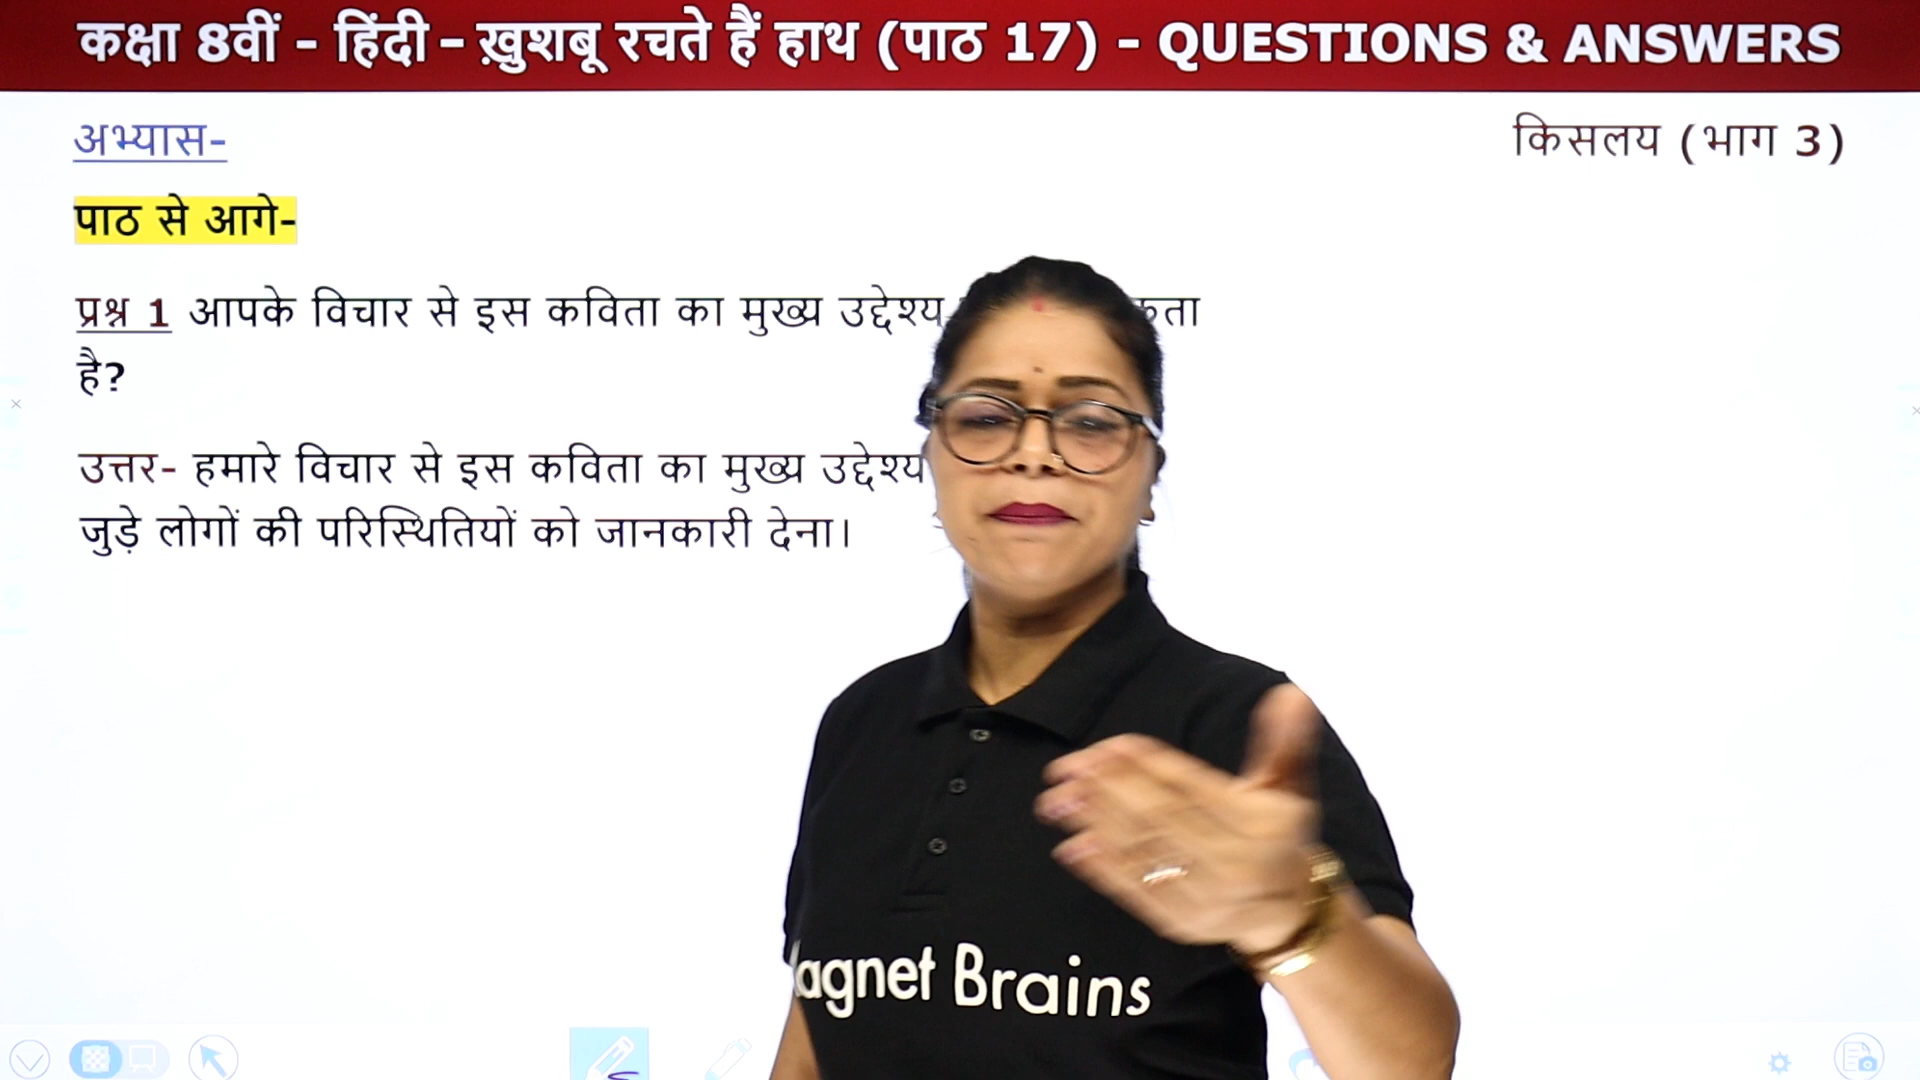 कक्षा 8वीं - हिंदी - ख़ुशबू रचते हैं हाथ (पाठ 17) - QUESTIONS & ANSWERS
अभ्यास-
किसलय (भाग 3)
पाठ से आगे-
प्रश्न 1 आपके विचार से इस कविता का मुख्य उद्देश्य
है?
उत्तर- हमारे विचार से इस कविता का मुख्य उद्देश्य
जुड़े लोगों की परिस्थितियों को जानकारी देना।
Brains